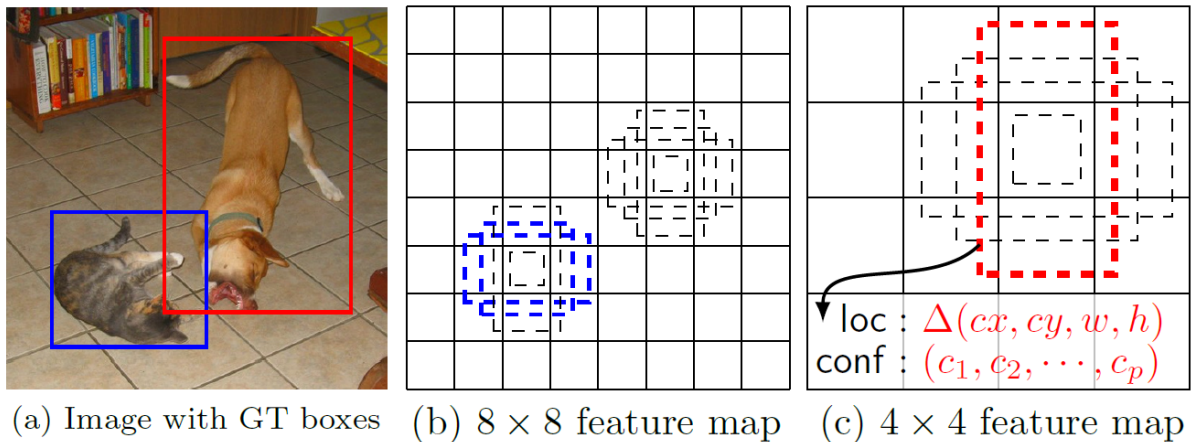 loc : Δ(cx, cy, w, h)
conf : (c₁, c₂, ⋯, cₚ)
(a) Image with GT boxes
(b) 8 × 8 feature map
(c) 4 × 4 feature map